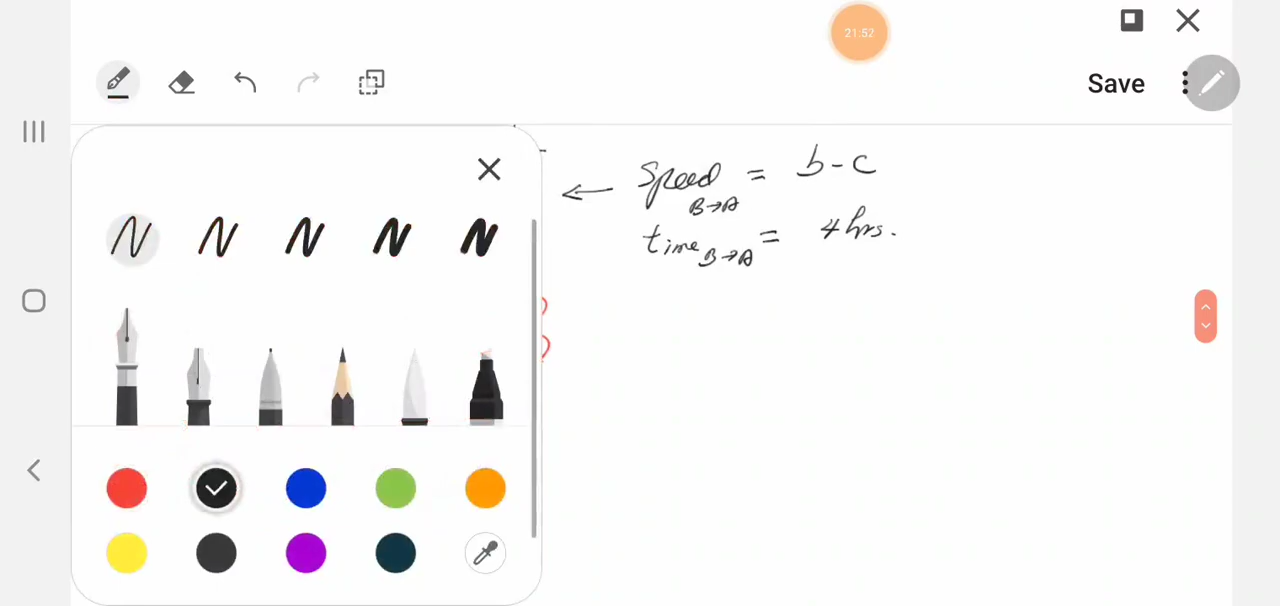 21:52
Save
Speed B→A = b-c
time B→A = 4 hrs.